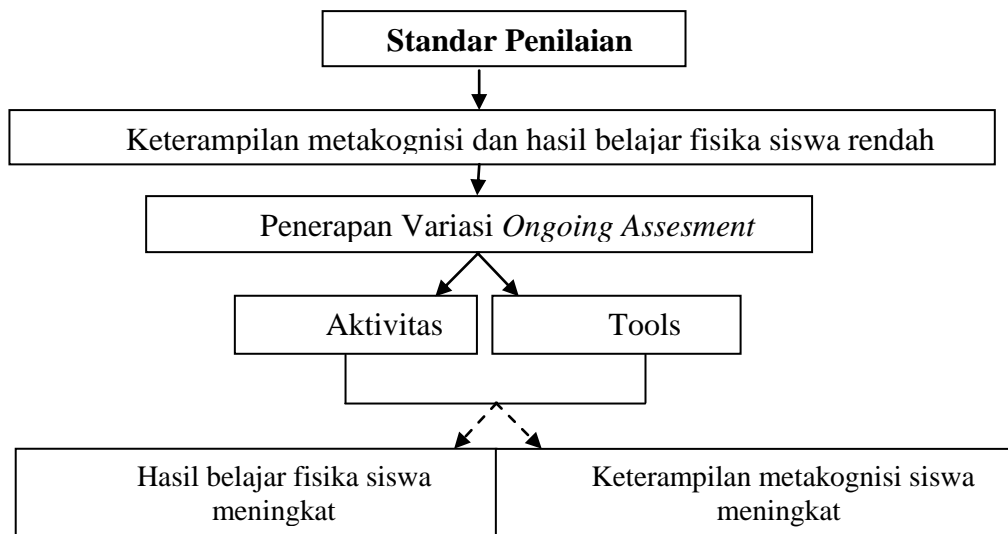 Standar Penilaian
Keterampilan metakognisi dan hasil belajar fisika siswa rendah
Penerapan Variasi Ongoing Assesment
Aktivitas
Tools
Hasil belajar fisika siswa
meningkat
Keterampilan metakognisi siswa
meningkat